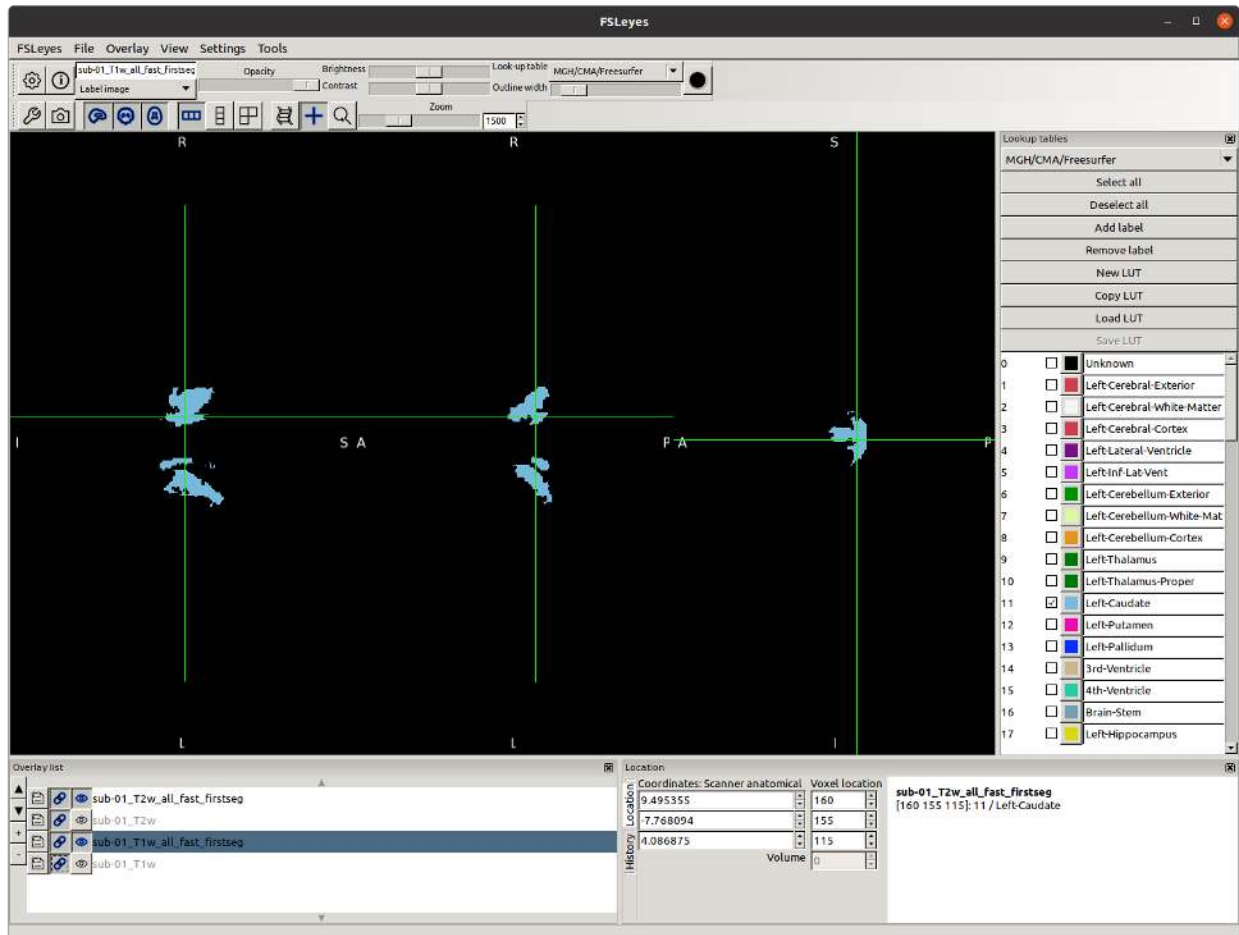 FSLeyes
FSLeyes File Overlay View Settings Tools
sub-01_T1w_all_fast_firstseg Opacity Brightness Look-up table MGH/CMA/Freesurfer
Label image Contrast Outline width
Zoom
1500
R R S
I S A P A P
L L I
Lookup tables
MGH/CMA/Freesurfer
Select all
Deselect all
Add label
Remove label
New LUT
Copy LUT
Load LUT
Save LUT
0 Unknown
1 Left-Cerebral-Exterior
2 Left-Cerebral-White-Matter
3 Left-Cerebral-Cortex
4 Left-Lateral-Ventricle
5 Left-Inf-Lat-Vent
6 Left-Cerebellum-Exterior
7 Left-Cerebellum-White-Mat
8 Left-Cerebellum-Cortex
9 Left-Thalamus
10 Left-Thalamus-Proper
11 Left-Caudate
12 Left-Putamen
13 Left-Pallidum
14 3rd-Ventricle
15 4th-Ventricle
16 Brain-Stem
17 Left-Hippocampus
Overlay list
sub-01_T2w_all_fast_firstseg
sub-01_T2w
sub-01_T1w_all_fast_firstseg
sub-01_T1w
Location
Location
History
Coordinates: Scanner anatomical Voxel location
9.495355 160
-7.768094 155
4.086875 115
Volume 0
sub-01_T2w_all_fast_firstseg
[160 155 115]: 11 / Left-Caudate